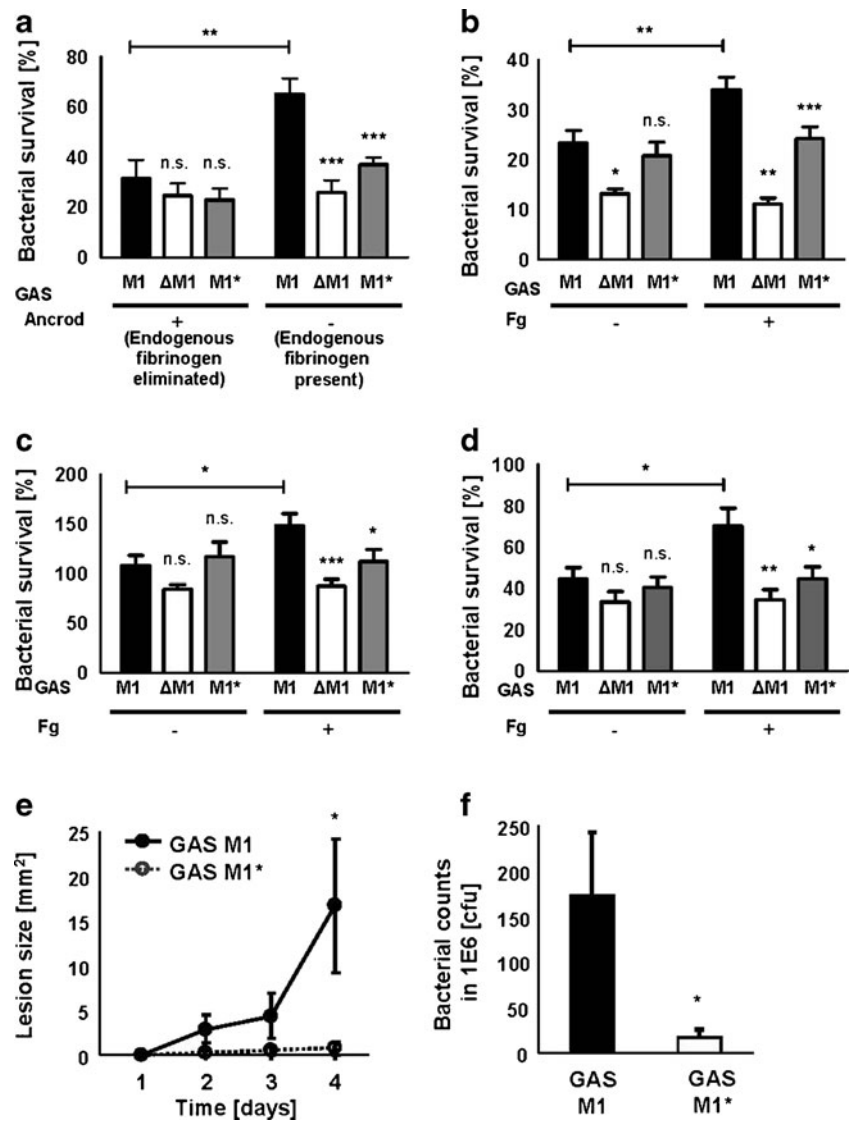 a
Bacterial survival [%]
80
60
40
20
0
**
n.s.
n.s.
***
***
M1 ΔM1 M1* M1 ΔM1 M1*
GAS
Ancrod + -
(Endogenous fibrinogen eliminated)
(Endogenous fibrinogen present)
b
Bacterial survival [%]
40
30
20
10
0
**
*
n.s.
**
***
GAS M1 ΔM1 M1* M1 ΔM1 M1*
Fg - +
c
Bacterial survival [%]
200
150
100
50
0
*
n.s.
n.s.
***
*
GAS M1 ΔM1 M1* M1 ΔM1 M1*
Fg - +
d
Bacterial survival [%]
100
80
60
40
20
0
*
n.s.
n.s.
**
*
GAS M1 ΔM1 M1* M1 ΔM1 M1*
Fg - +
e
Lesion size [mm²]
25
20
15
10
5
0
GAS M1
GAS M1*
*
1 2 3 4
Time [days]
f
Bacterial counts
in 1E6 [cfu]
250
200
150
100
50
0
*
GAS
M1
GAS
M1*